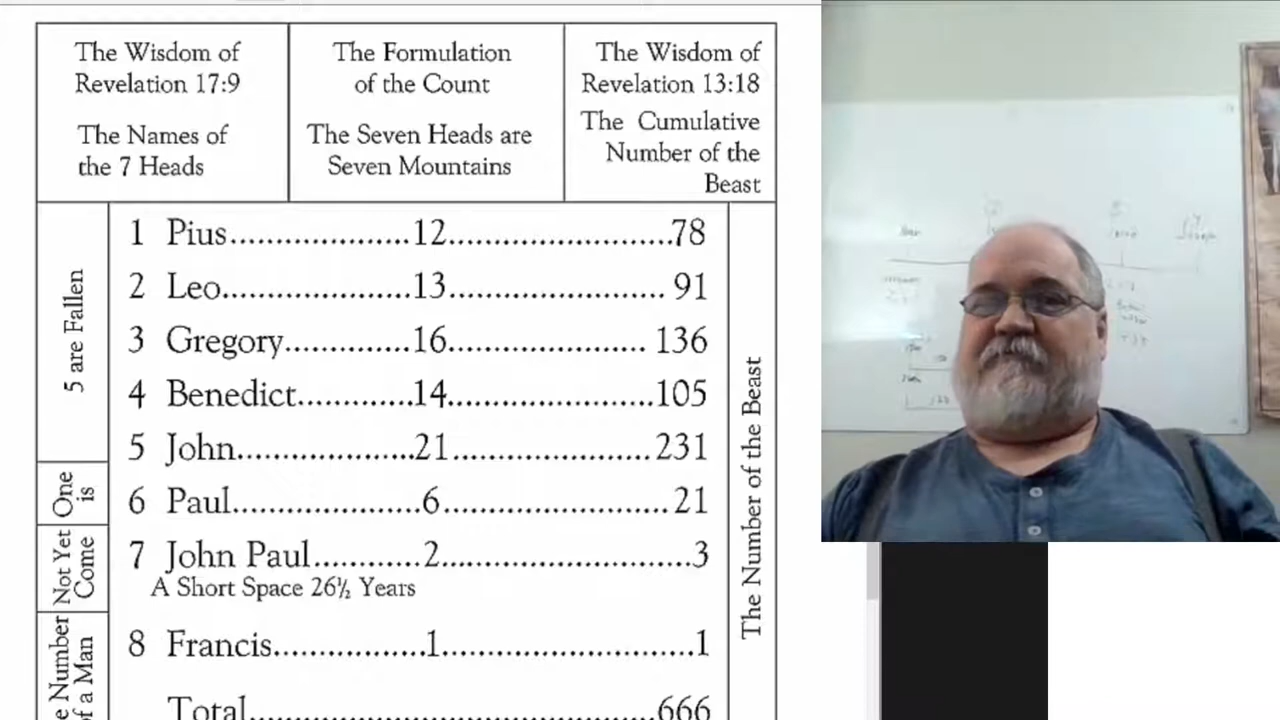 The Wisdom of
Revelation 17:9
The Names of
the 7 Heads
The Formulation
of the Count
The Seven Heads are
Seven Mountains
The Wisdom of
Revelation 13:18
The Cumulative
Number of the
Beast
5 are Fallen
One
is
Not Yet
Come
Number
of a Man
1 Pius..................12.......................78
2 Leo...................13...................... 91
3 Gregory.............16.................... 136
4 Benedict............14.....................105
5 John..................21.................... 231
6 Paul...................6...................... 21
7 John Paul...........2.........................3
A Short Space 26½ Years
8 Francis...............1.........................1
Total........................................666
The Number of the Beast